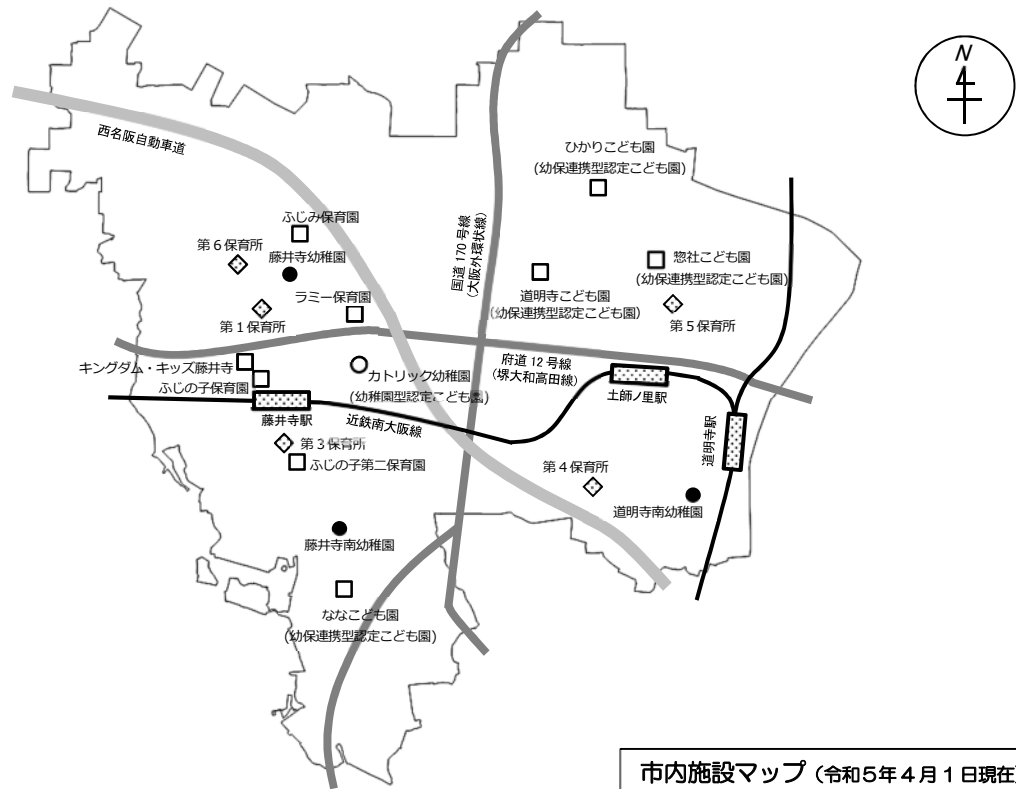 N
西名阪自動車道
ひかりこども園
(幼保連携型認定こども園)
ふじみ保育園
国道170号線
(大阪外環状線)
第6保育所
藤井寺幼稚園
惣社こども園
(幼保連携型認定こども園)
道明寺こども園
(幼保連携型認定こども園)
ラミー保育園
第1保育所
第5保育所
府道12号線
(堺大和高田線)
キングダム・キッズ藤井寺
ふじの子保育園
カトリック幼稚園
(幼稚園型認定こども園)
土師ノ里駅
藤井寺駅
近鉄南大阪線
道明寺駅
第3保育所
ふじの子第二保育園
第4保育所
道明寺南幼稚園
藤井寺南幼稚園
ななこども園
(幼保連携型認定こども園)
市内施設マップ(令和5年4月1日現在)